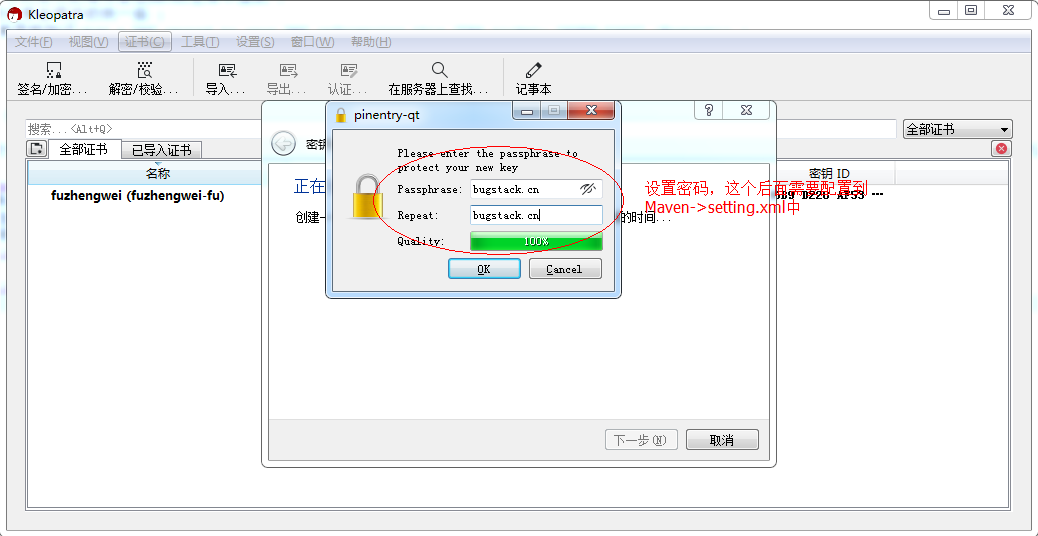 Kleopatra
文件(F) 视图(V) 证书(C) 工具(T) 设置(S) 窗口(W) 帮助(H)
签名/加密... 解密/校验... 导入... 导出... 认证... 在服务器上查找... 记事本
搜索...<Alt+Q> 全部证书
全部证书 已导入证书
名称 密钥 ID
fuzhengwei (fuzhengwei-fu)
pinentry-qt
Please enter the passphrase to
protect your new key
Passphrase: bugstack.cn
Repeat: bugstack.cn
Quality: 100%
OK Cancel
正在
创建一
的时间...
设置密码，这个后面需要配置到
Maven->setting.xml中
下一步(N) 取消